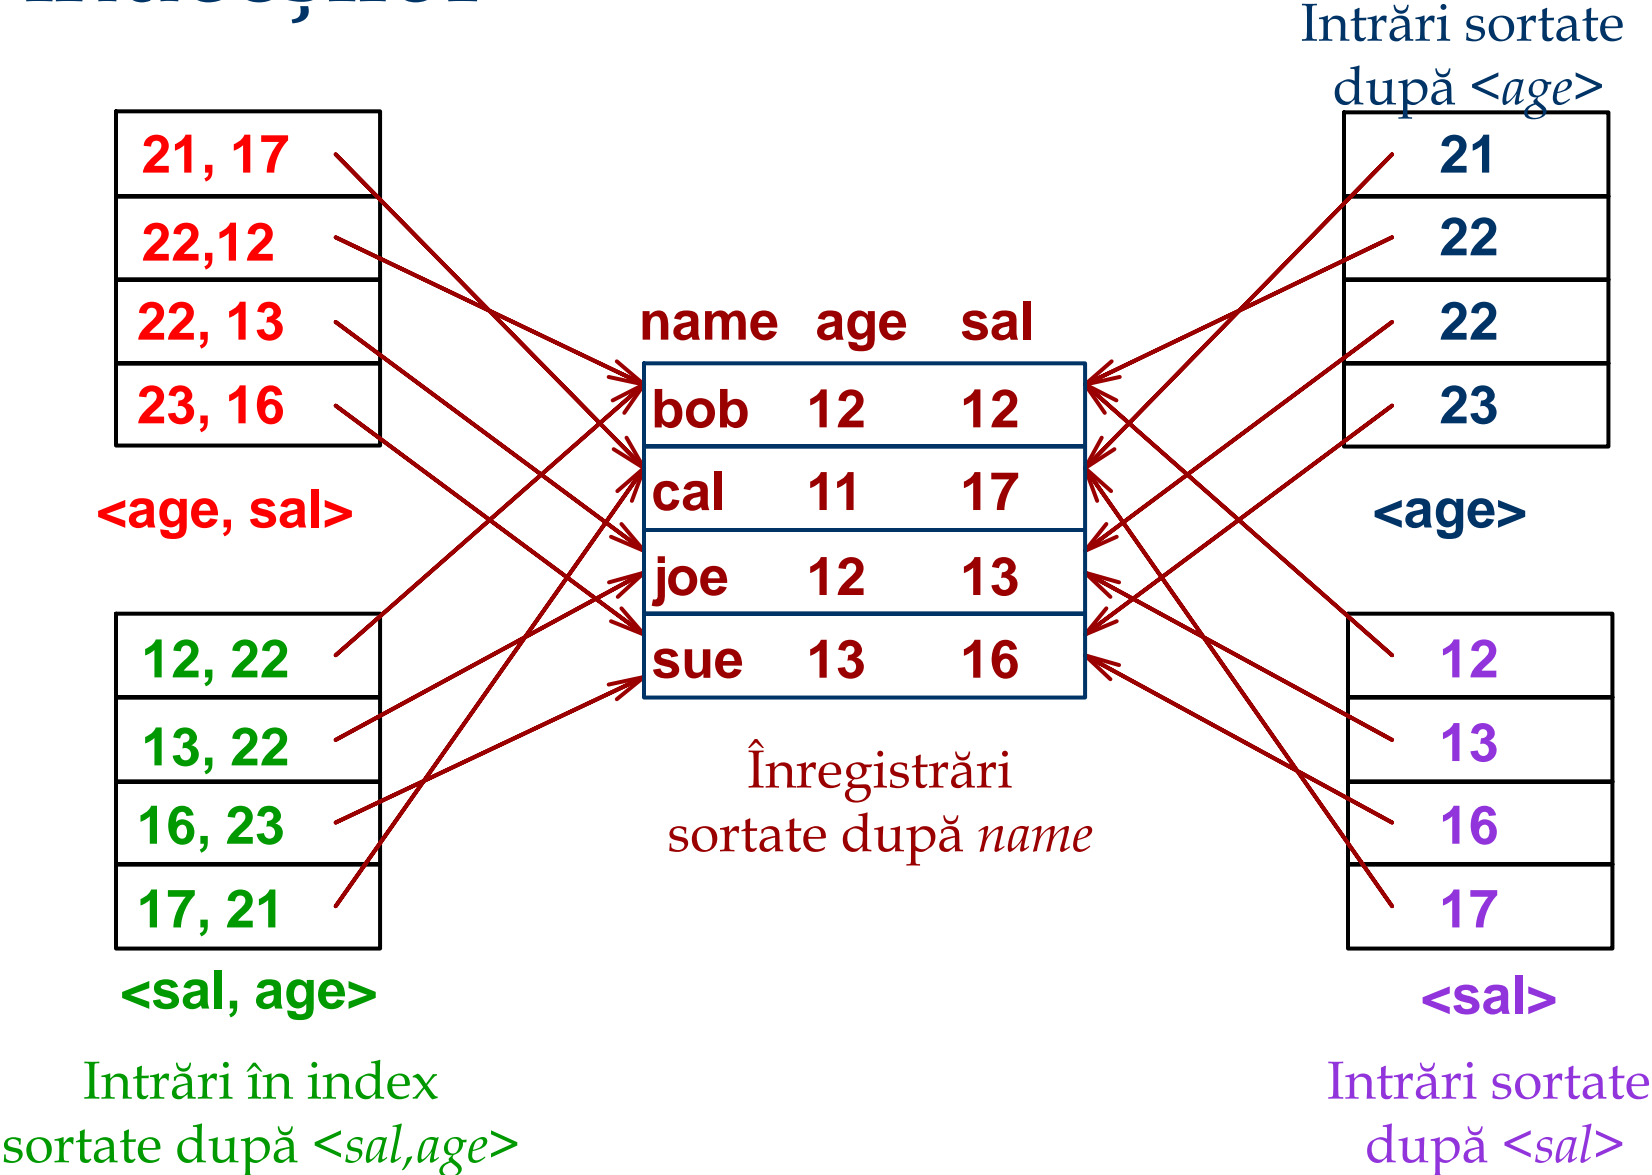 Intrări sortate
după <age>
21, 17
22,12
22, 13
23, 16
<age, sal>
name age sal
bob 12 12
cal 11 17
joe 12 13
sue 13 16
Înregistrări
sortate după name
21
22
22
23
<age>
12, 22
13, 22
16, 23
17, 21
<sal, age>
Intrări în index
sortate după <sal,age>
12
13
16
17
<sal>
Intrări sortate
după <sal>